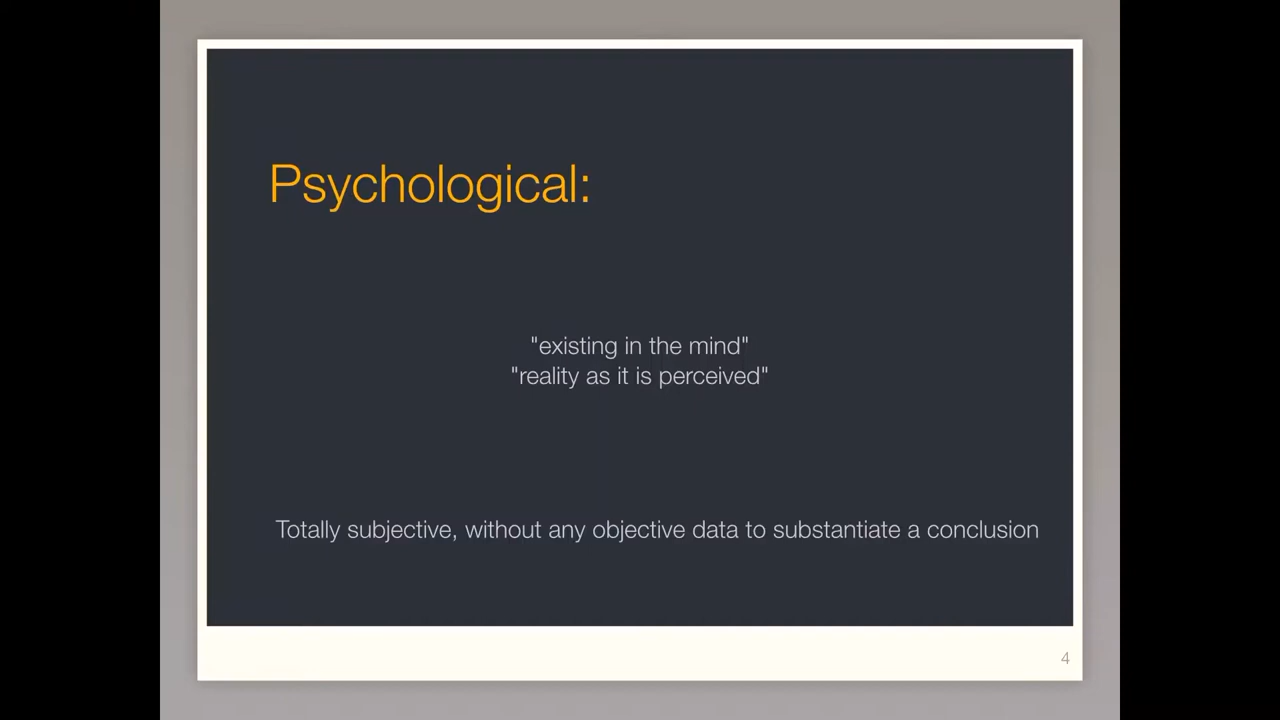 Psychological:
"existing in the mind"
"reality as it is perceived"
Totally subjective, without any objective data to substantiate a conclusion
4